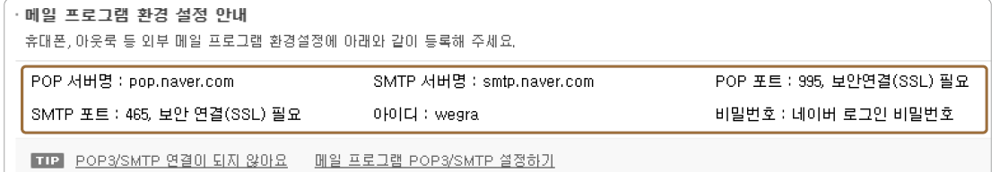 · 메일 프로그램 환경 설정 안내
휴대폰, 아웃룩 등 외부 메일 프로그램 환경설정에 아래와 같이 등록해 주세요.
POP 서버명 : pop.naver.com SMTP 서버명 : smtp.naver.com POP 포트 : 995, 보안연결(SSL) 필요
SMTP 포트 : 465, 보안 연결(SSL) 필요 아이디 : wegra 비밀번호 : 네이버 로그인 비밀번호
TIP POP3/SMTP 연결이 되지 않아요 메일 프로그램 POP3/SMTP 설정하기